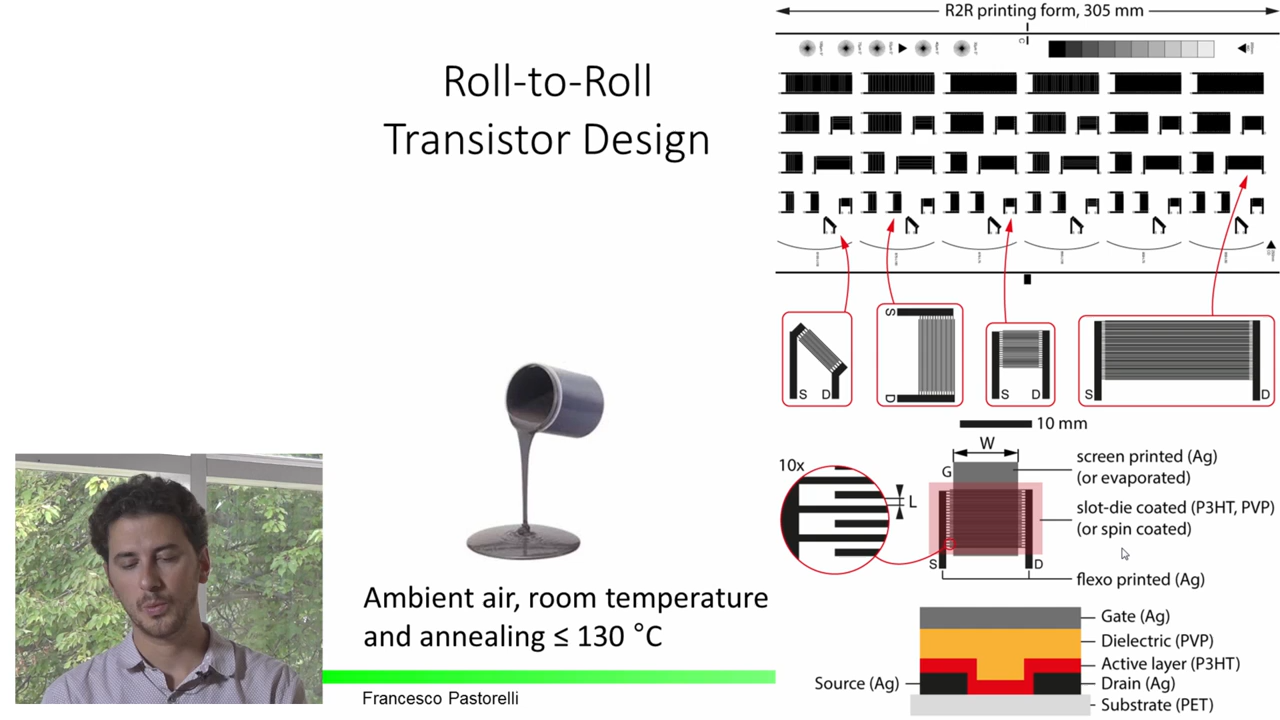 R2R printing form, 305 mm
C
Roll-to-Roll
Transistor Design
S D
S
D
S D
S D
10 mm
10x
W
G
L
S D
screen printed (Ag)
(or evaporated)
slot-die coated (P3HT, PVP)
(or spin coated)
flexo printed (Ag)
Ambient air, room temperature
and annealing ≤ 130 °C
Gate (Ag)
Dielectric (PVP)
Active layer (P3HT)
Source (Ag)
Drain (Ag)
Substrate (PET)
Francesco Pastorelli